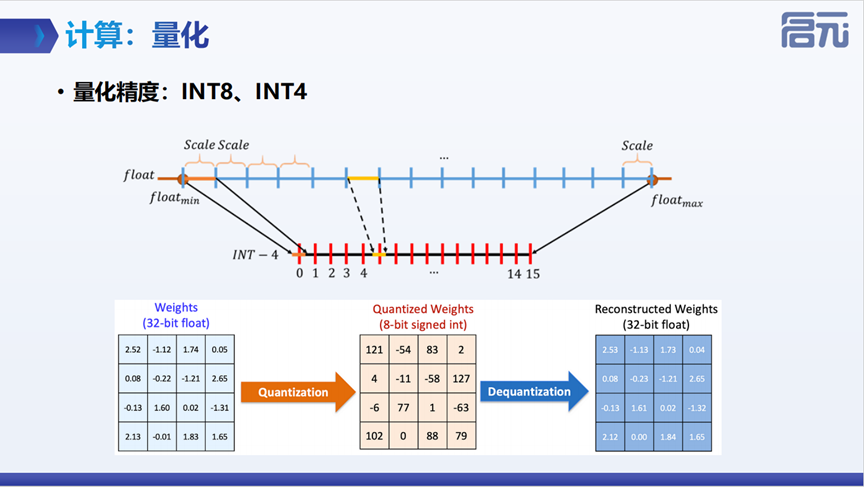 计算：量化
启元
• 量化精度：INT8、INT4
Scale Scale
...
Scale
float
float_min
float_max
INT − 4
0 1 2 3 4 ... 14 15
Weights
(32-bit float)
2.52 -1.12 1.74 0.05
0.08 -0.22 -1.21 2.65
-0.13 1.60 0.02 -1.31
2.13 -0.01 1.83 1.65
Quantization
Quantized Weights
(8-bit signed int)
121 -54 83 2
4 -11 -58 127
-6 77 1 -63
102 0 88 79
Dequantization
Reconstructed Weights
(32-bit float)
2.53 -1.13 1.73 0.04
0.08 -0.23 -1.21 2.65
-0.13 1.61 0.02 -1.32
2.12 0.00 1.84 1.65